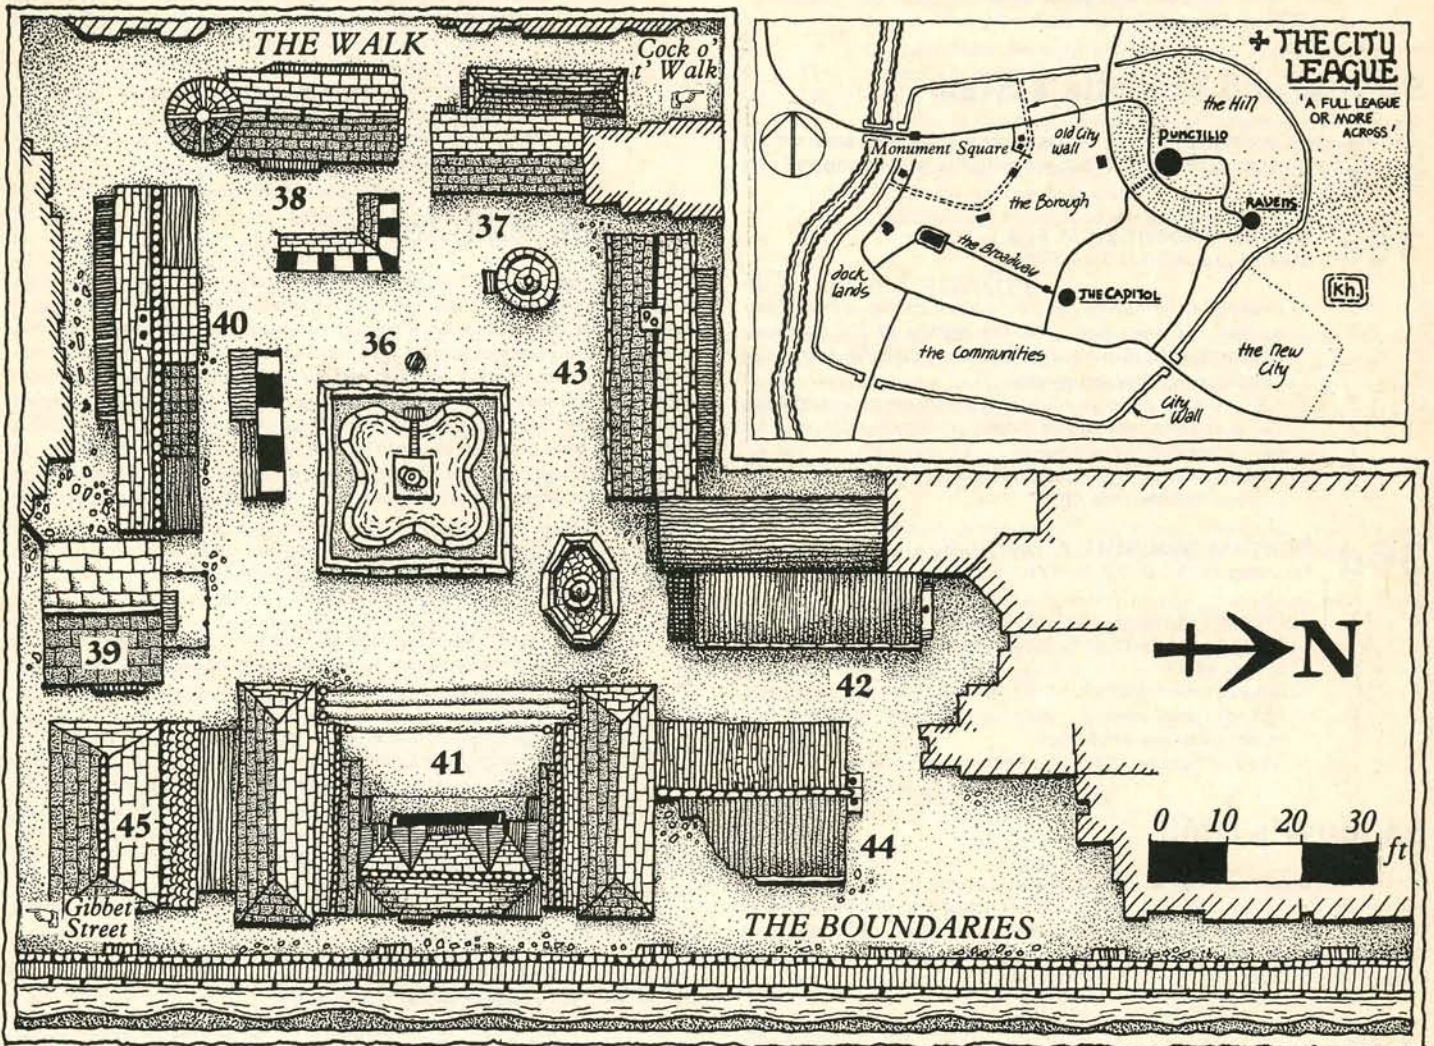 THE WALK
Cock o'
t' Walk
38
37
40
36
43
39
42
41
45
44
Gibbet
Street
THE BOUNDARIES
N
0 10 20 30
ft
THE CITY
LEAGUE
'A FULL LEAGUE
OR MORE
ACROSS'
the Hill
PUNCTILIO
old City
wall
Monument Square
RAVENS
the Borough
the Broadway
dock
lands
THE CAPITOL
Kh.
the Communities
the New
City
City
Wall